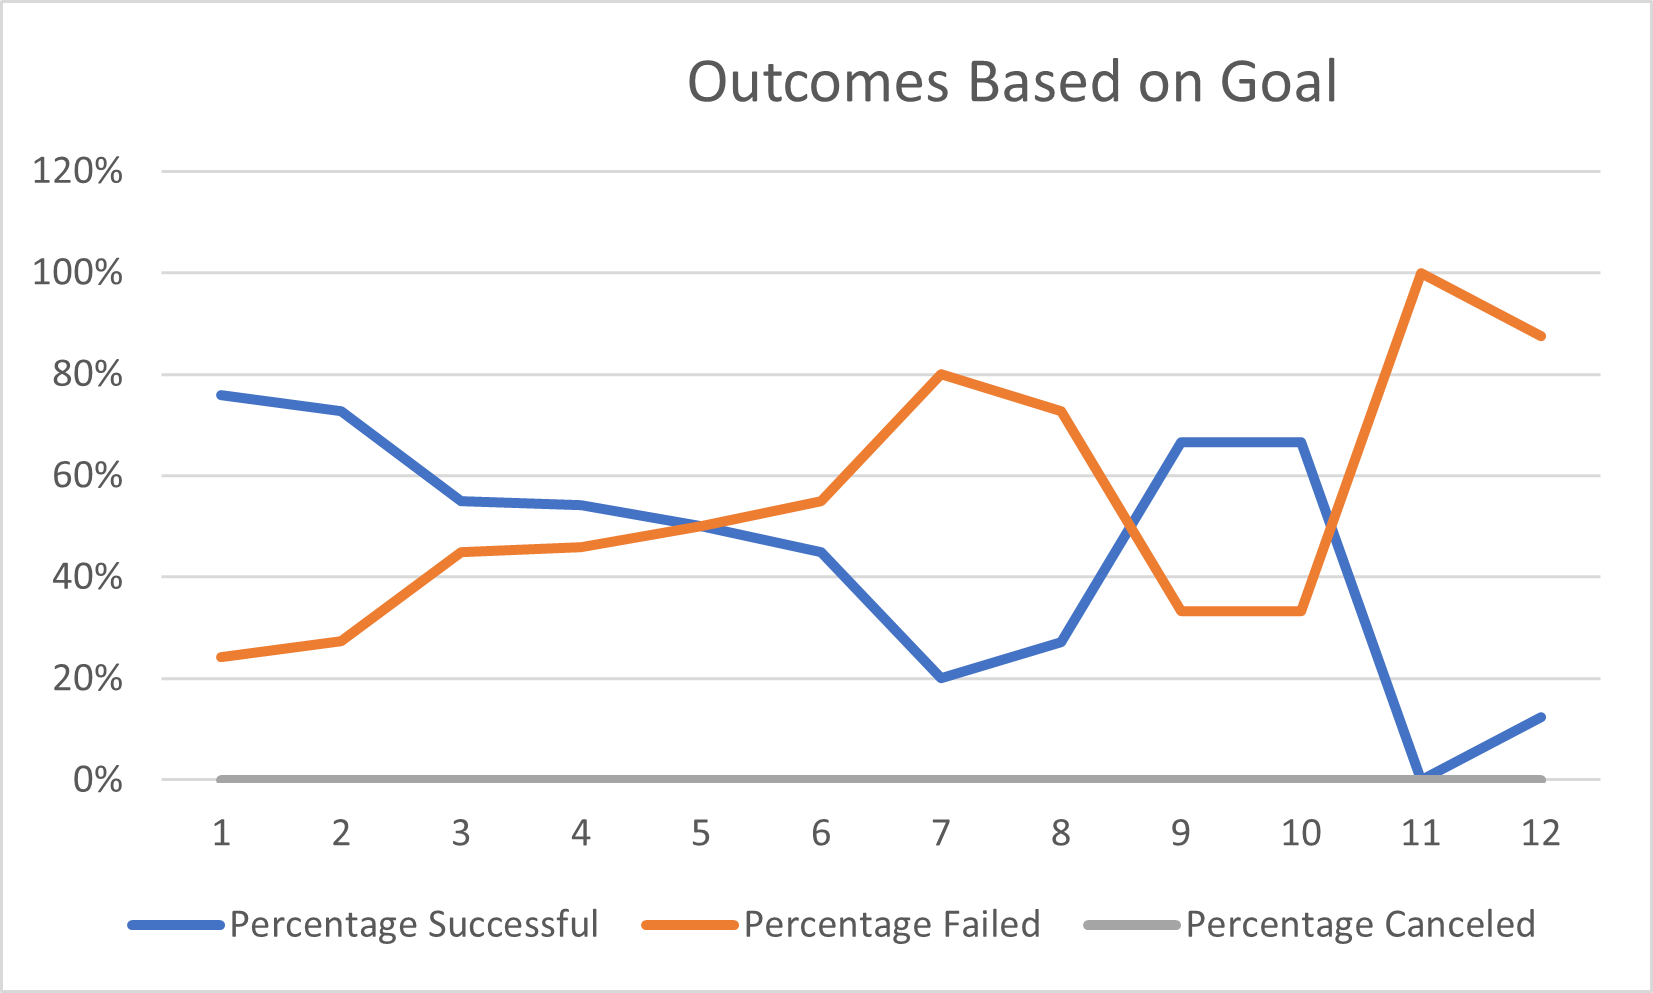 Outcomes Based on Goal
120%
100%
80%
60%
40%
20%
0%
1 2 3 4 5 6 7 8 9 10 11 12
Percentage Successful Percentage Failed Percentage Canceled